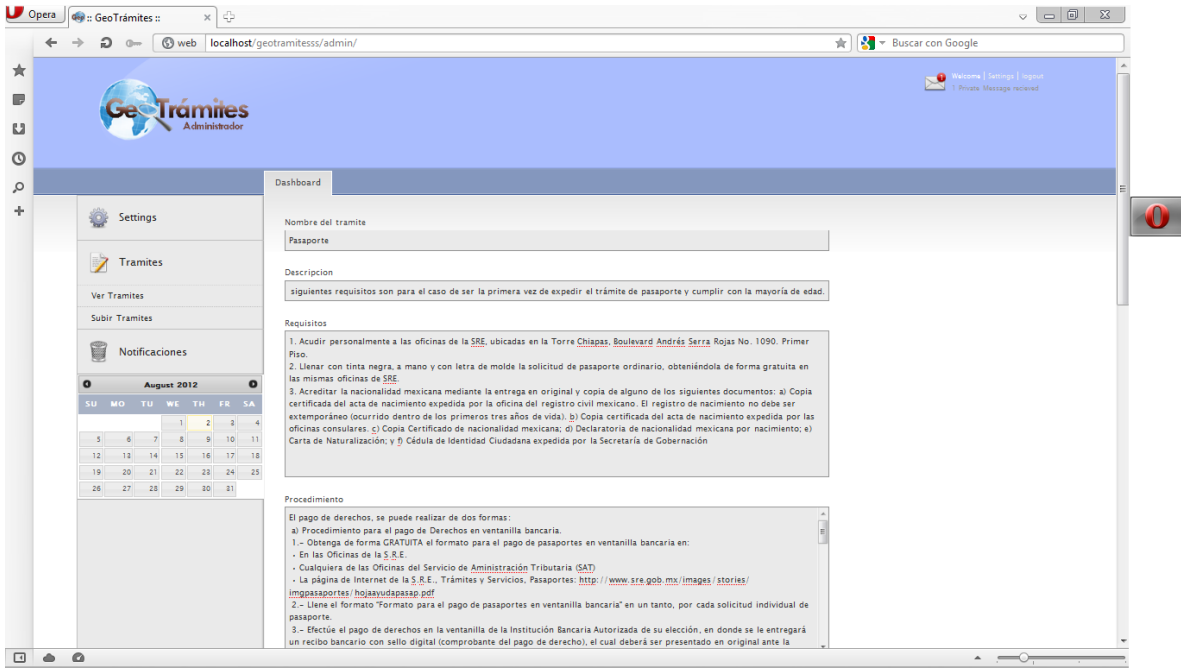 Opera
:: GeoTrámites ::
web
localhost/geotramitesss/admin/
Buscar con Google
Welcome | Settings | logout
1 Private Message recieved
GeoTrámites
Administrador
Dashboard
Settings
Tramites
Ver Tramites
Subir Tramites
Notificaciones
August 2012
SU MO TU WE TH FR SA
1 2 3 4
5 6 7 8 9 10 11
12 13 14 15 16 17 18
19 20 21 22 23 24 25
26 27 28 29 30 31
Nombre del tramite
Pasaporte
Descripcion
siguientes requisitos son para el caso de ser la primera vez de expedir el trámite de pasaporte y cumplir con la mayoría de edad.
Requisitos
1. Acudir personalmente a las oficinas de la SRE, ubicadas en la Torre Chiapas, Boulevard Andrés Serra Rojas No. 1090. Primer
Piso.
2. Llenar con tinta negra, a mano y con letra de molde la solicitud de pasaporte ordinario, obteniéndola de forma gratuita en
las mismas oficinas de SRE.
3. Acreditar la nacionalidad mexicana mediante la entrega en original y copia de alguno de los siguientes documentos: a) Copia
certificada del acta de nacimiento expedida por la oficina del registro civil mexicano. El registro de nacimiento no debe ser
extemporáneo (ocurrido dentro de los primeros tres años de vida). b) Copia certificada del acta de nacimiento expedida por las
oficinas consulares. c) Copia Certificado de nacionalidad mexicana; d) Declaratoria de nacionalidad mexicana por nacimiento; e)
Carta de Naturalización; y f) Cédula de Identidad Ciudadana expedida por la Secretaría de Gobernación
Procedimiento
El pago de derechos, se puede realizar de dos formas:
a) Procedimiento para el pago de Derechos en ventanilla bancaria.
1.- Obtenga de forma GRATUITA el formato para el pago de pasaportes en ventanilla bancaria en:
• En las Oficinas de la S.R.E.
• Cualquiera de las Oficinas del Servicio de Aministración Tributaria (SAT)
• La página de Internet de la S.R.E., Trámites y Servicios, Pasaportes: http://www.sre.gob.mx/images/stories/
imgpasaportes/hojaayudapasap.pdf
2.- Llene el formato "Formato para el pago de pasaportes en ventanilla bancaria" en un tanto, por cada solicitud individual de
pasaporte.
3.- Efectúe el pago de derechos en la ventanilla de la Institución Bancaria Autorizada de su elección, en donde se le entregará
un recibo bancario con sello digital (comprobante del pago de derecho), el cual deberá ser presentado en original ante la